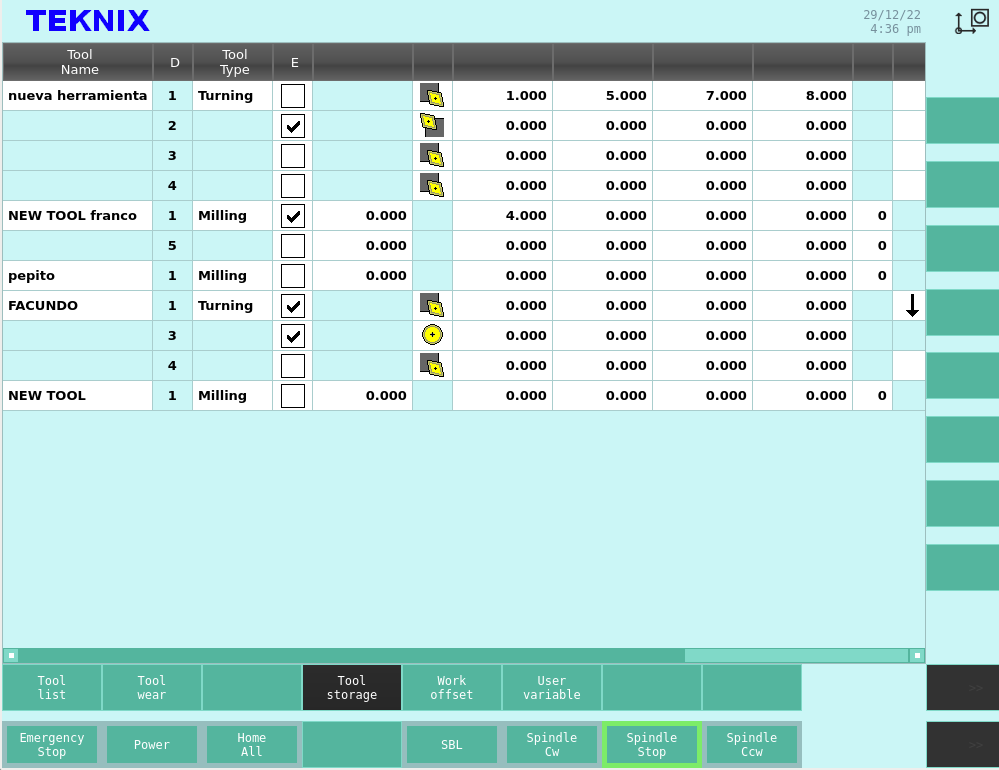 TEKNIX
29/12/22
4:36 pm
Tool Name D Tool Type E
nueva herramienta 1 Turning 1.000 5.000 7.000 8.000
2 0.000 0.000 0.000 0.000
3 0.000 0.000 0.000 0.000
4 0.000 0.000 0.000 0.000
NEW TOOL franco 1 Milling 0.000 4.000 0.000 0.000 0.000 0
5 0.000 0.000 0.000 0.000 0.000 0
pepito 1 Milling 0.000 0.000 0.000 0.000 0.000 0
FACUNDO 1 Turning 0.000 0.000 0.000 0.000
3 0.000 0.000 0.000 0.000
4 0.000 0.000 0.000 0.000
NEW TOOL 1 Milling 0.000 0.000 0.000 0.000 0.000 0
Tool list
Tool wear
Tool storage
Work offset
User variable
>>
Emergency Stop
Power
Home All
SBL
Spindle Cw
Spindle Stop
Spindle Ccw
>>